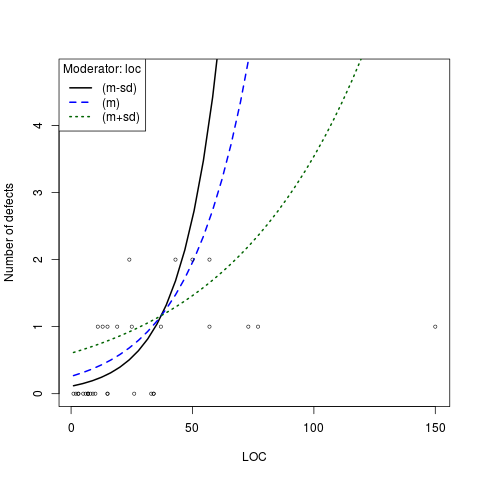 Moderator: loc
(m-sd)
(m)
(m+sd)
Number of defects
4
3
2
1
0
0 50 100 150
LOC